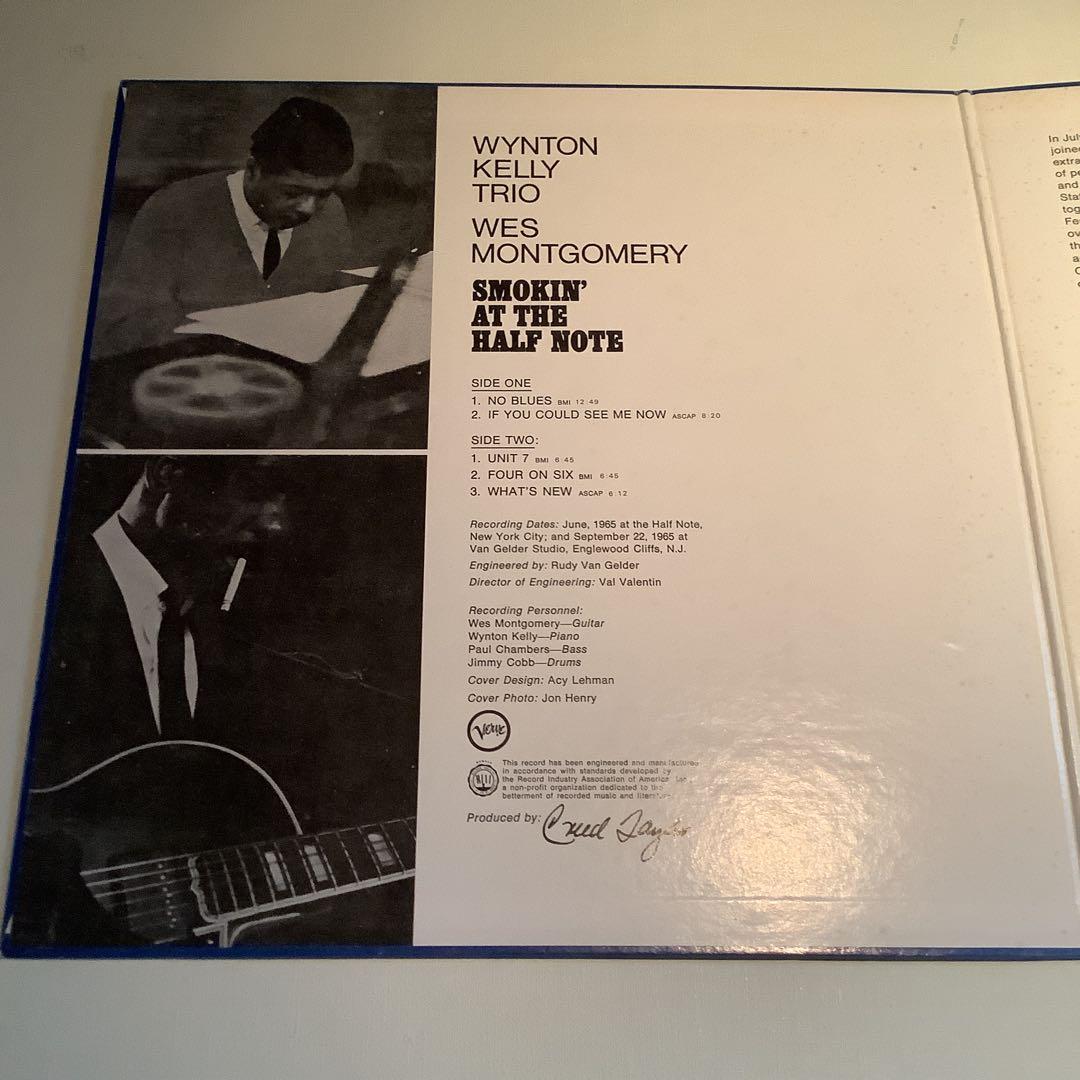 WYNTON
KELLY
TRIO
WES
MONTGOMERY
SMOKIN'
AT THE
HALF NOTE
SIDE ONE
1. NO BLUES BMI 12:49
2. IF YOU COULD SEE ME NOW ASCAP 8:20
SIDE TWO:
1. UNIT 7 BMI 6:45
2. FOUR ON SIX BMI 6:45
3. WHAT'S NEW ASCAP 6:12
Recording Dates: June, 1965 at the Half Note,
New York City; and September 22, 1965 at
Van Gelder Studio, Englewood Cliffs, N.J.
Engineered by: Rudy Van Gelder
Director of Engineering: Val Valentin
Recording Personnel:
Wes Montgomery—Guitar
Wynton Kelly—Piano
Paul Chambers—Bass
Jimmy Cobb—Drums
Cover Design: Acy Lehman
Cover Photo: Jon Henry
Verve
This record has been engineered and manufactured
in accordance with standards developed by
the Record Industry Association of America, Inc.,
a non-profit organization dedicated to the
betterment of recorded music and literature.
Produced by: Creed Taylor
In
of
and